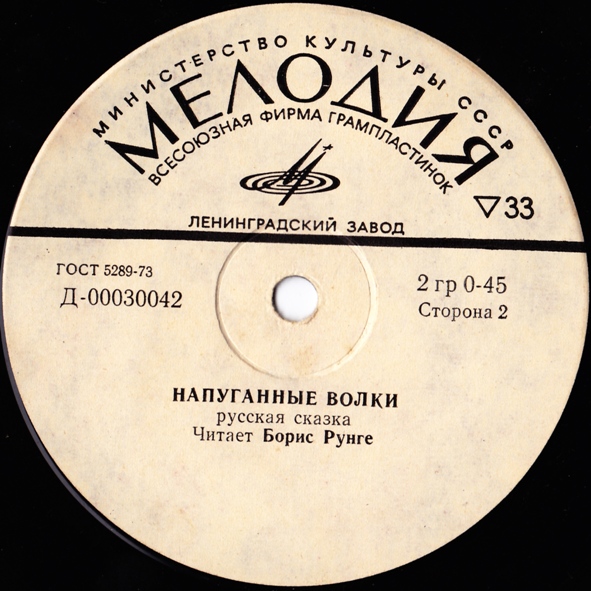 МИНИСТЕРСТВО КУЛЬТУРЫ СССР
МЕЛОДИЯ
ВСЕСОЮЗНАЯ ФИРМА ГРАМПЛАСТИНОК
ЛЕНИНГРАДСКИЙ ЗАВОД
▽33
ГОСТ 5289-73
Д-00030042
2 гр 0-45
Сторона 2
НАПУГАННЫЕ ВОЛКИ
русская сказка
Читает Борис Рунге